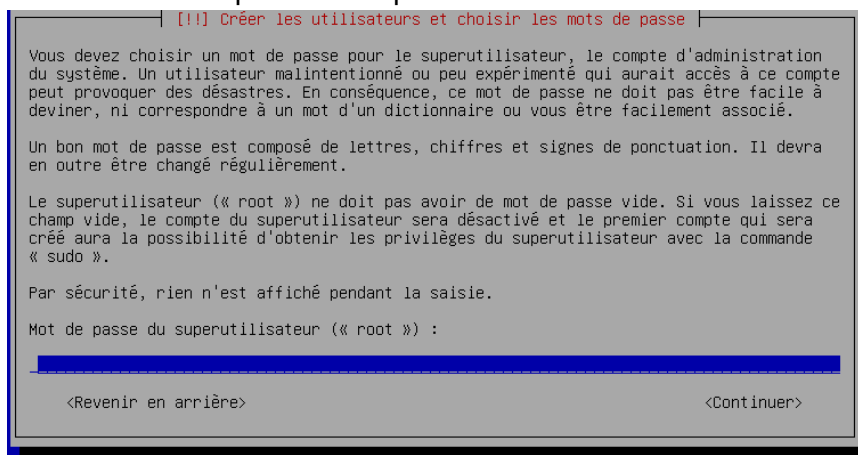 [!!] Créer les utilisateurs et choisir les mots de passe
Vous devez choisir un mot de passe pour le superutilisateur, le compte d'administration
du système. Un utilisateur malintentionné ou peu expérimenté qui aurait accès à ce compte
peut provoquer des désastres. En conséquence, ce mot de passe ne doit pas être facile à
deviner, ni correspondre à un mot d'un dictionnaire ou vous être facilement associé.
Un bon mot de passe est composé de lettres, chiffres et signes de ponctuation. Il devra
en outre être changé régulièrement.
Le superutilisateur (« root ») ne doit pas avoir de mot de passe vide. Si vous laissez ce
champ vide, le compte du superutilisateur sera désactivé et le premier compte qui sera
créé aura la possibilité d'obtenir les privilèges du superutilisateur avec la commande
« sudo ».
Par sécurité, rien n'est affiché pendant la saisie.
Mot de passe du superutilisateur (« root ») :
<Revenir en arrière> <Continuer>